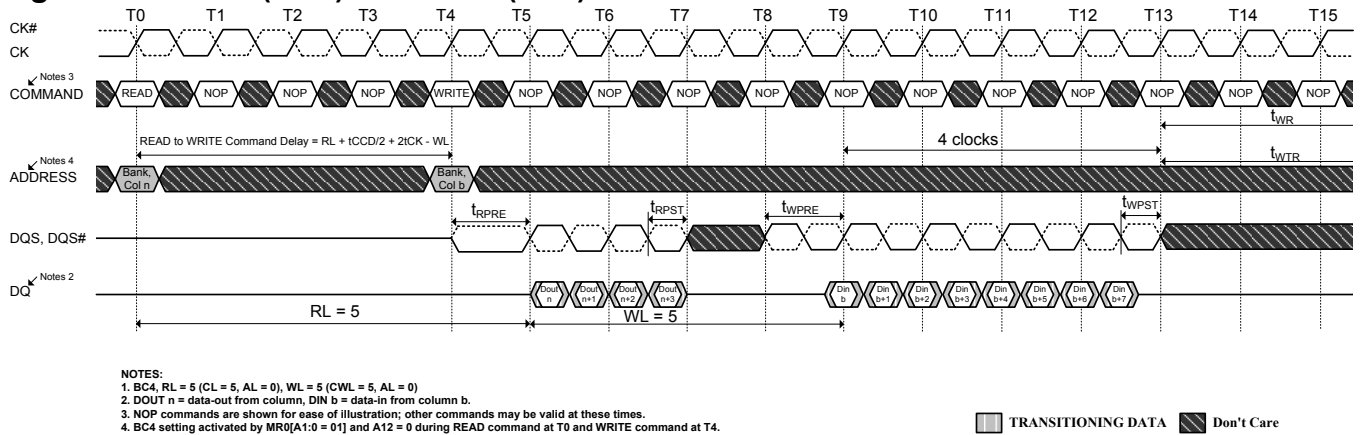 T0 T1 T2 T3 T4 T5 T6 T7 T8 T9 T10 T11 T12 T13 T14 T15
CK#
CK
Notes 3
COMMAND READ NOP NOP NOP WRITE NOP NOP NOP NOP NOP NOP NOP NOP NOP NOP NOP
tWR
READ to WRITE Command Delay = RL + tCCD/2 + 2tCK - WL
4 clocks
tWTR
Notes 4
ADDRESS Bank, Col n Bank, Col b
tRPRE tRPST tWPRE tWPST
DQS, DQS#
Notes 2
DQ Dout n Dout n+1 Dout n+2 Dout n+3 Din b Din b+1 Din b+2 Din b+3 Din b+4 Din b+5 Din b+6 Din b+7
RL = 5 WL = 5
NOTES:
1. BC4, RL = 5 (CL = 5, AL = 0), WL = 5 (CWL = 5, AL = 0)
2. DOUT n = data-out from column, DIN b = data-in from column b.
3. NOP commands are shown for ease of illustration; other commands may be valid at these times.
4. BC4 setting activated by MR0[A1:0 = 01] and A12 = 0 during READ command at T0 and WRITE command at T4.
TRANSITIONING DATA Don't Care